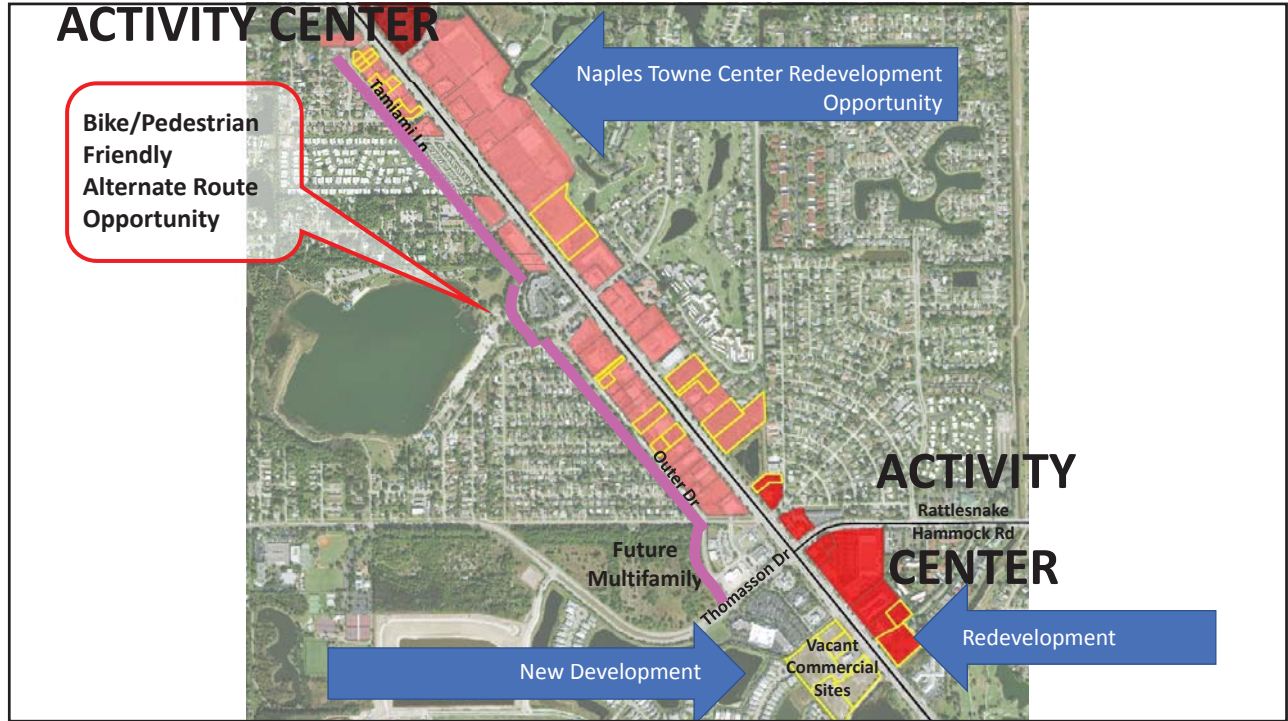 ACTIVITY CENTER
Naples Towne Center Redevelopment
Opportunity
Bike/Pedestrian
Friendly
Alternate Route
Opportunity
Tamiami Ln
Outer Dr
ACTIVITY
Rattlesnake
Hammock Rd
CENTER
Future
Multifamily
Thomasson Dr
Redevelopment
New Development
Vacant
Commercial
Sites